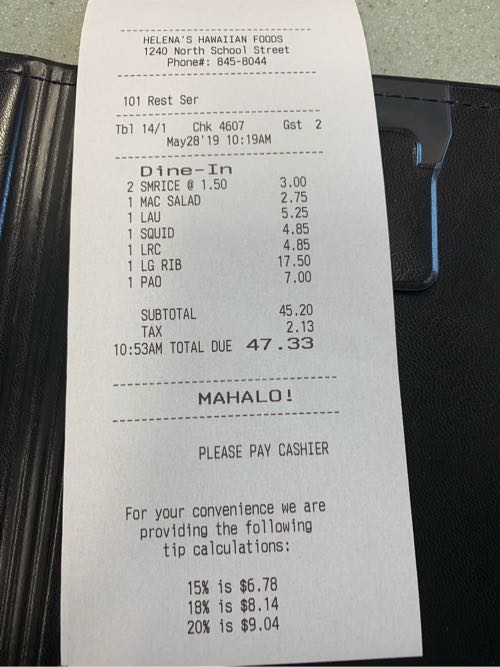 HELENA'S HAWAIIAN FOODS
1240 North School Street
Phone#: 845-8044
101 Rest Ser
Tbl 14/1 Chk 4607 Gst 2
May28'19 10:19AM
Dine-In
2 SMRICE @ 1.50 3.00
1 MAC SALAD 2.75
1 LAU 5.25
1 SQUID 4.85
1 LRC 4.85
1 LG RIB 17.50
1 PAO 7.00
SUBTOTAL 45.20
TAX 2.13
10:53AM TOTAL DUE 47.33
MAHALO!
PLEASE PAY CASHIER
For your convenience we are
providing the following
tip calculations:
15% is $6.78
18% is $8.14
20% is $9.04